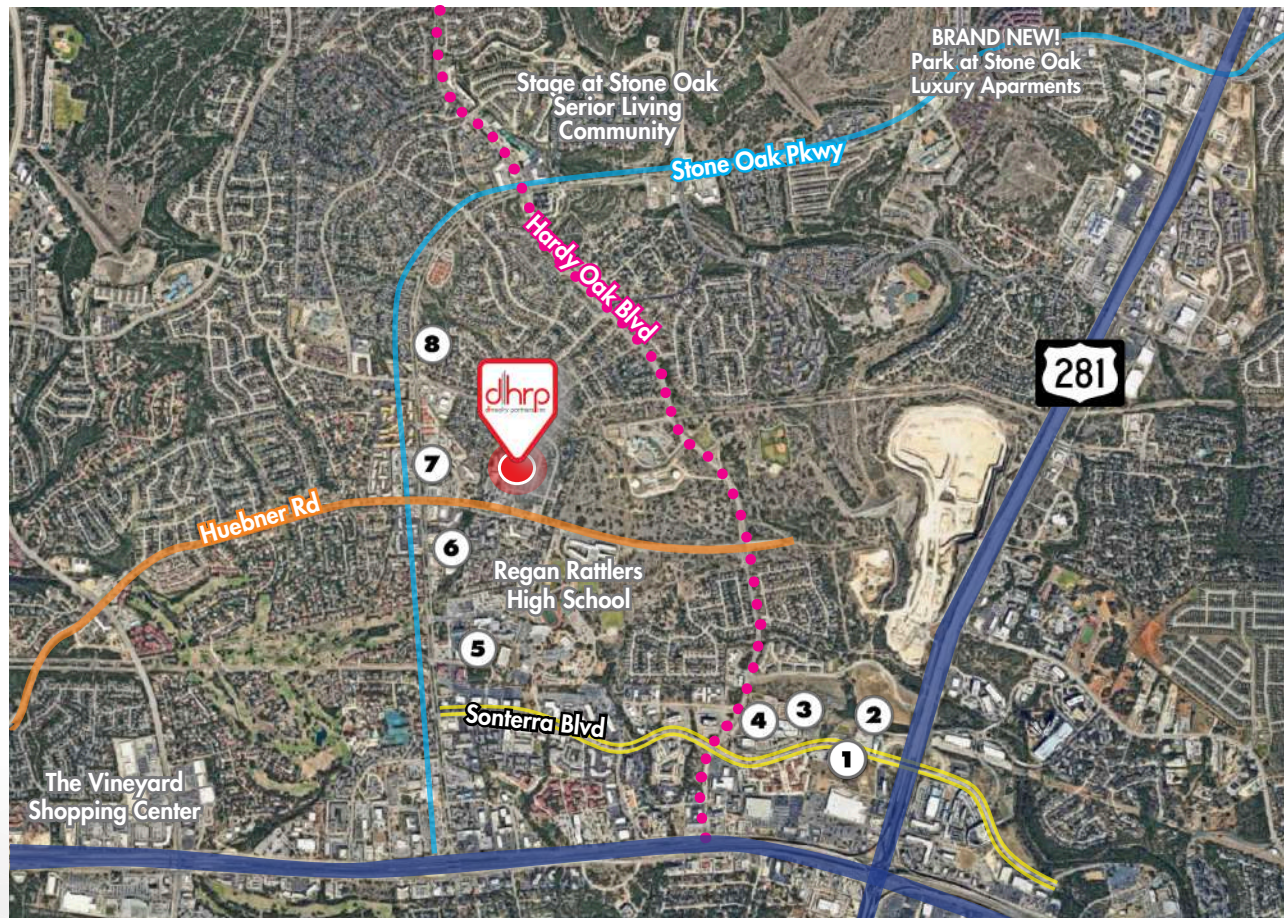 BRAND NEW!
Park at Stone Oak
Luxury Aparments
Stage at Stone Oak
Serior Living
Community
Stone Oak Pkwy
Hardy Oak Blvd
8
dhrp
281
7
Huebner Rd
6
Regan Rattlers
High School
5
4
3
2
1
Sonterra Blvd
The Vineyard
Shopping Center